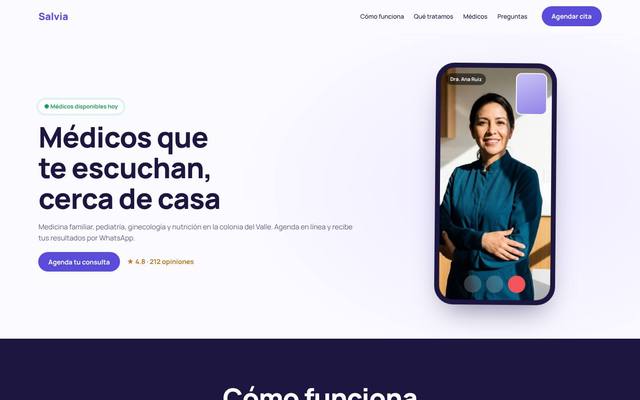 Salvia
Cómo funciona
Qué tratamos
Médicos
Preguntas
Agendar cita
Médicos disponibles hoy
Médicos que
te escuchan,
cerca de casa
Medicina familiar, pediatría, ginecología y nutrición en la colonia del Valle. Agenda en línea y recibe
tus resultados por WhatsApp.
Agenda tu consulta
★ 4.8 · 212 opiniones
Dra. Ana Ruiz
Cómo funciona